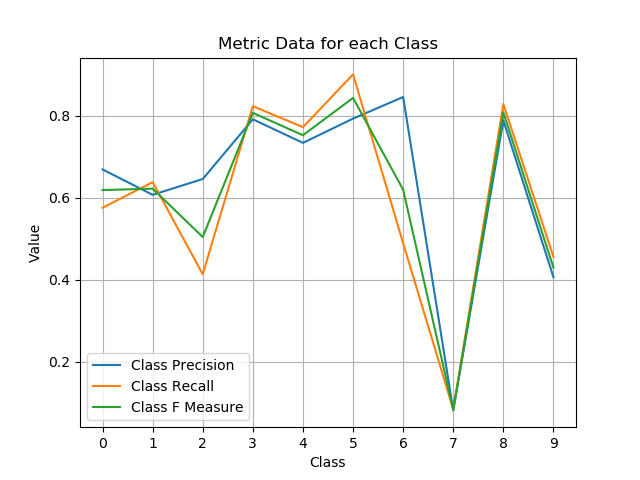 Metric Data for each Class
Value
0.8
0.6
0.4
0.2
Class Precision
Class Recall
Class F Measure
0 1 2 3 4 5 6 7 8 9
Class